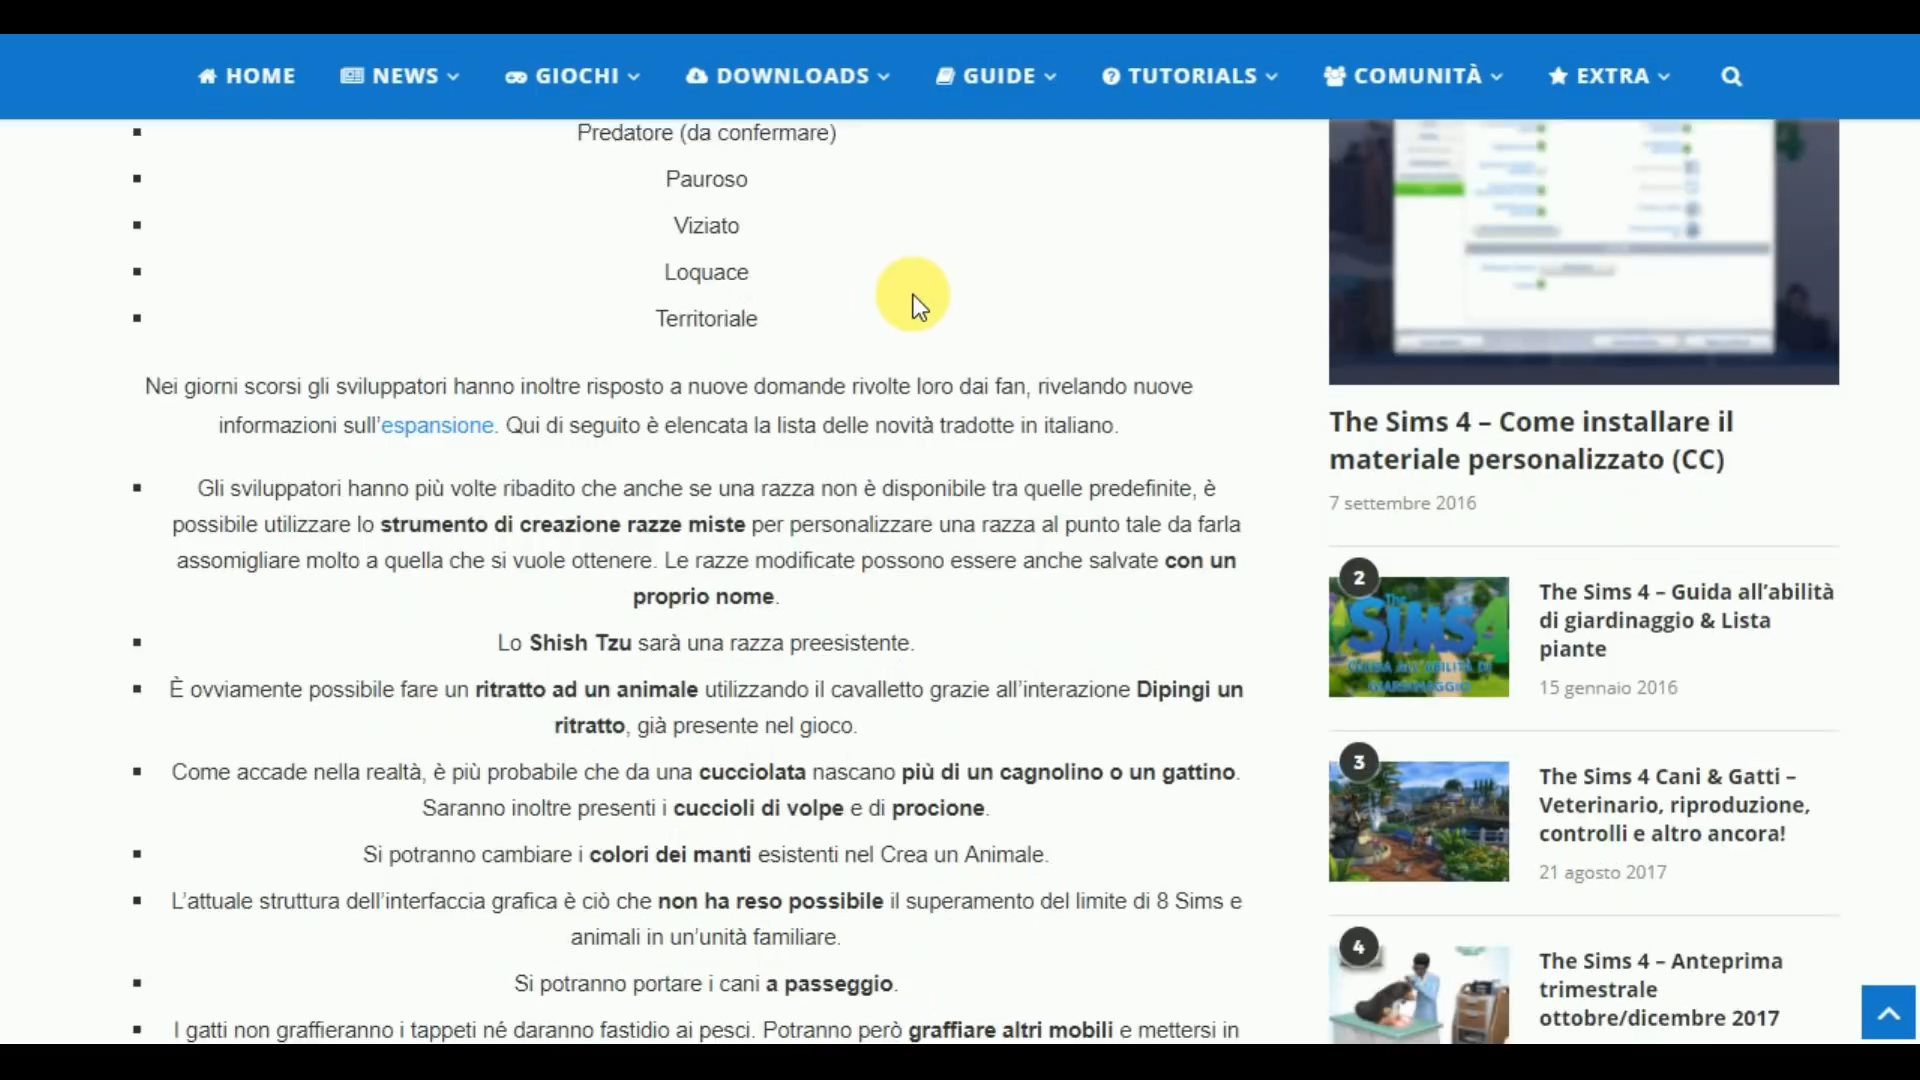 HOME NEWS GIOCHI DOWNLOADS GUIDE TUTORIALS COMUNITÀ EXTRA
Predatore (da confermare)
Pauroso
Viziato
Loquace
Territoriale
Nei giorni scorsi gli sviluppatori hanno inoltre risposto a nuove domande rivolte loro dai fan, rivelando nuove
informazioni sull'espansione. Qui di seguito è elencata la lista delle novità tradotte in italiano.
Gli sviluppatori hanno più volte ribadito che anche se una razza non è disponibile tra quelle predefinite, è
possibile utilizzare lo strumento di creazione razze miste per personalizzare una razza al punto tale da farla
assomigliare molto a quella che si vuole ottenere. Le razze modificate possono essere anche salvate con un
proprio nome.
Lo Shish Tzu sarà una razza preesistente.
È ovviamente possibile fare un ritratto ad un animale utilizzando il cavalletto grazie all'interazione Dipingi un
ritratto, già presente nel gioco.
Come accade nella realtà, è più probabile che da una cucciolata nascano più di un cagnolino o un gattino.
Saranno inoltre presenti i cuccioli di volpe e di procione.
Si potranno cambiare i colori dei manti esistenti nel Crea un Animale.
L'attuale struttura dell'interfaccia grafica è ciò che non ha reso possibile il superamento del limite di 8 Sims e
animali in un'unità familiare.
Si potranno portare i cani a passeggio.
I gatti non graffieranno i tappeti né daranno fastidio ai pesci. Potranno però graffiare altri mobili e mettersi in
The Sims 4 – Come installare il
materiale personalizzato (CC)
7 settembre 2016
2
The SIMS 4
GUIDA ALL'ABILITÀ DI
GIARDINAGGIO
The Sims 4 – Guida all'abilità
di giardinaggio & Lista
piante
15 gennaio 2016
3
The Sims 4 Cani & Gatti –
Veterinario, riproduzione,
controlli e altro ancora!
21 agosto 2017
4
The Sims 4 – Anteprima
trimestrale
ottobre/dicembre 2017